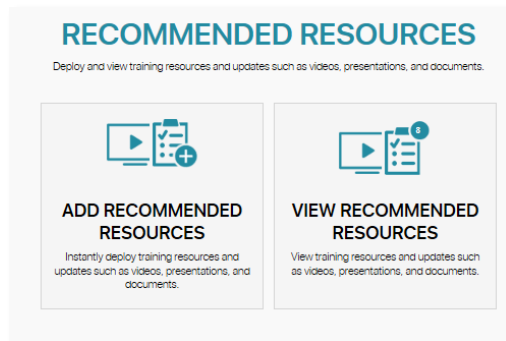 RECOMMENDED RESOURCES
Deploy and view training resources and updates such as videos, presentations, and documents.
8
ADD RECOMMENDED
RESOURCES
Instantly deploy training resources and
updates such as videos, presentations, and
documents.
VIEW RECOMMENDED
RESOURCES
View training resources and updates such
as videos, presentations, and documents.